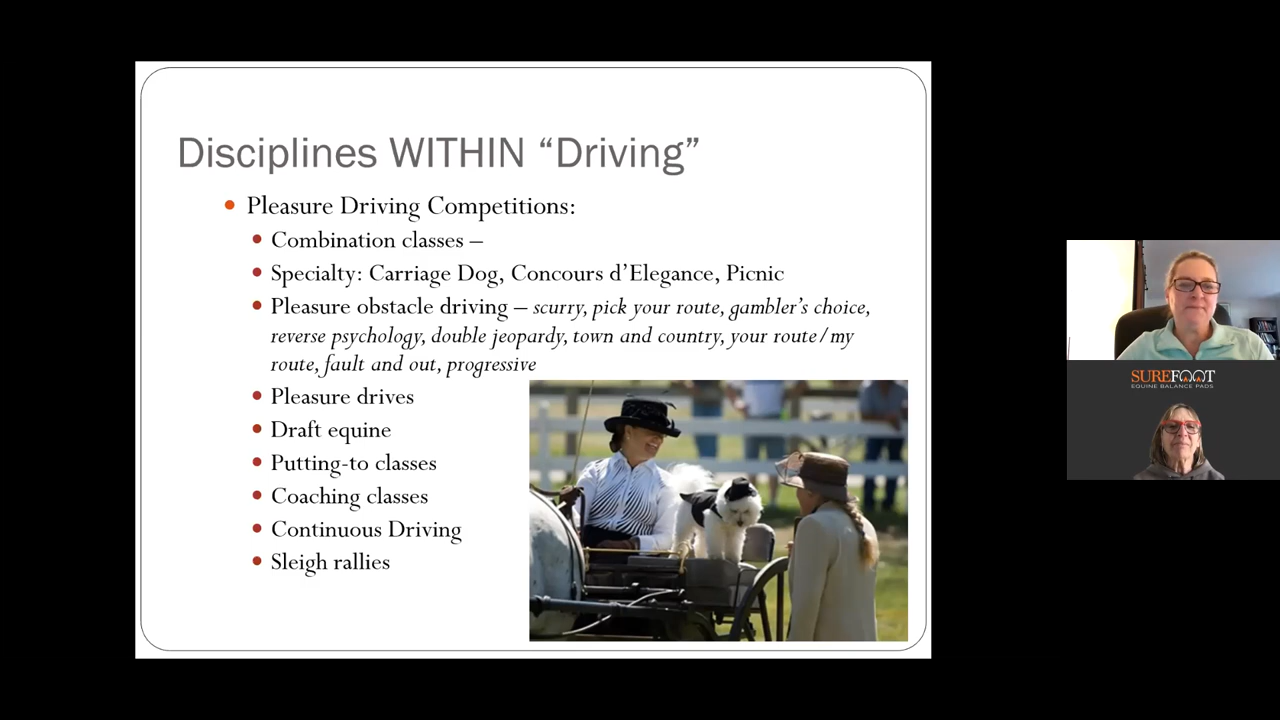 Disciplines WITHIN “Driving”
Pleasure Driving Competitions:
Combination classes –
Specialty: Carriage Dog, Concours d’Elegance, Picnic
Pleasure obstacle driving – scurry, pick your route, gambler’s choice,
reverse psychology, double jeopardy, town and country, your route/my
route, fault and out, progressive
Pleasure drives
Draft equine
Putting-to classes
Coaching classes
Continuous Driving
Sleigh rallies
SUREFOOT
EQUINE BALANCE PADS